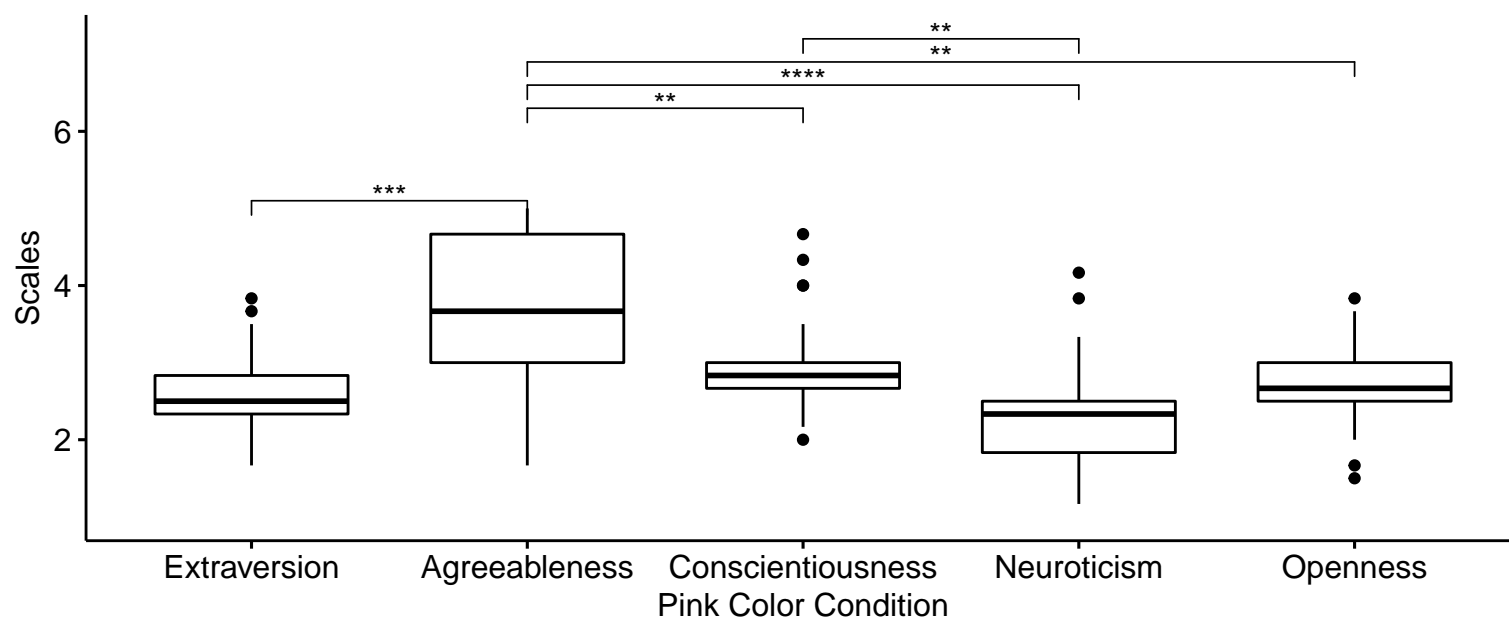 **
**
****
**
6
***
4
2
Scales
Extraversion Agreeableness Conscientiousness Neuroticism Openness
Pink Color Condition